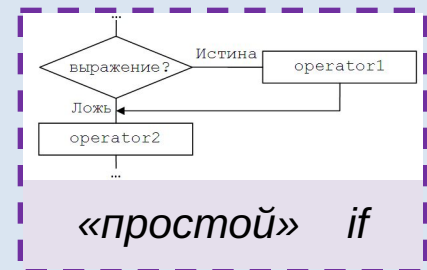 ...
выражение?
Истина
operator1
Ложь
operator2
...
«простой» if